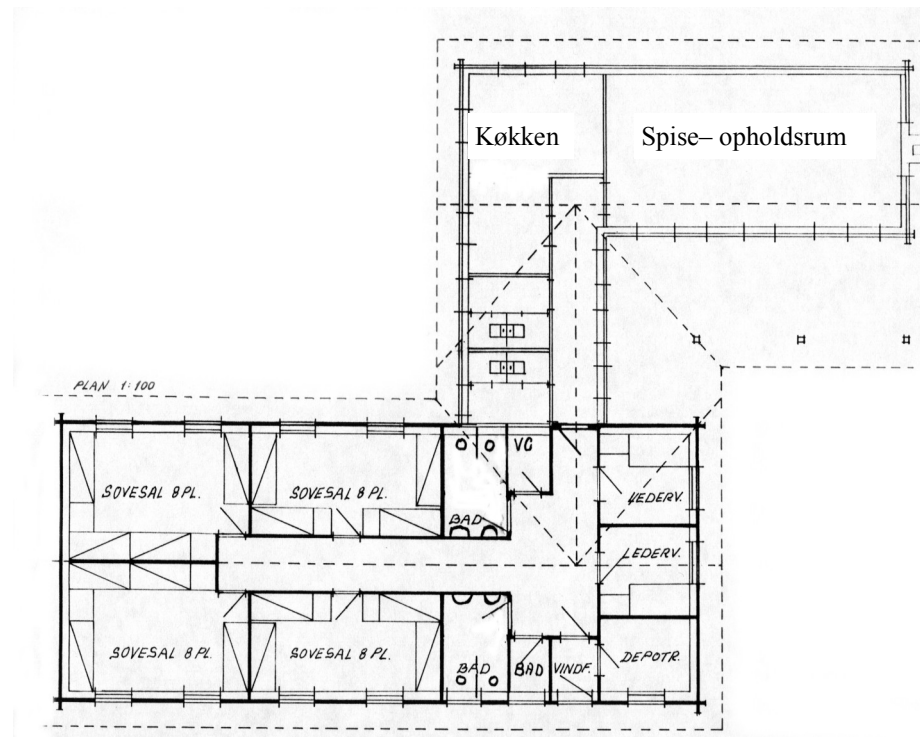 Køkken
Spise– opholdsrum
PLAN 1:100
SOVESAL 8 PL.
SOVESAL 8 PL.
VC
BAD
LEDERV.
LEDERV.
SOVESAL 8 PL.
SOVESAL 8 PL.
BAD
BAD
VINDF.
DEPOTR.